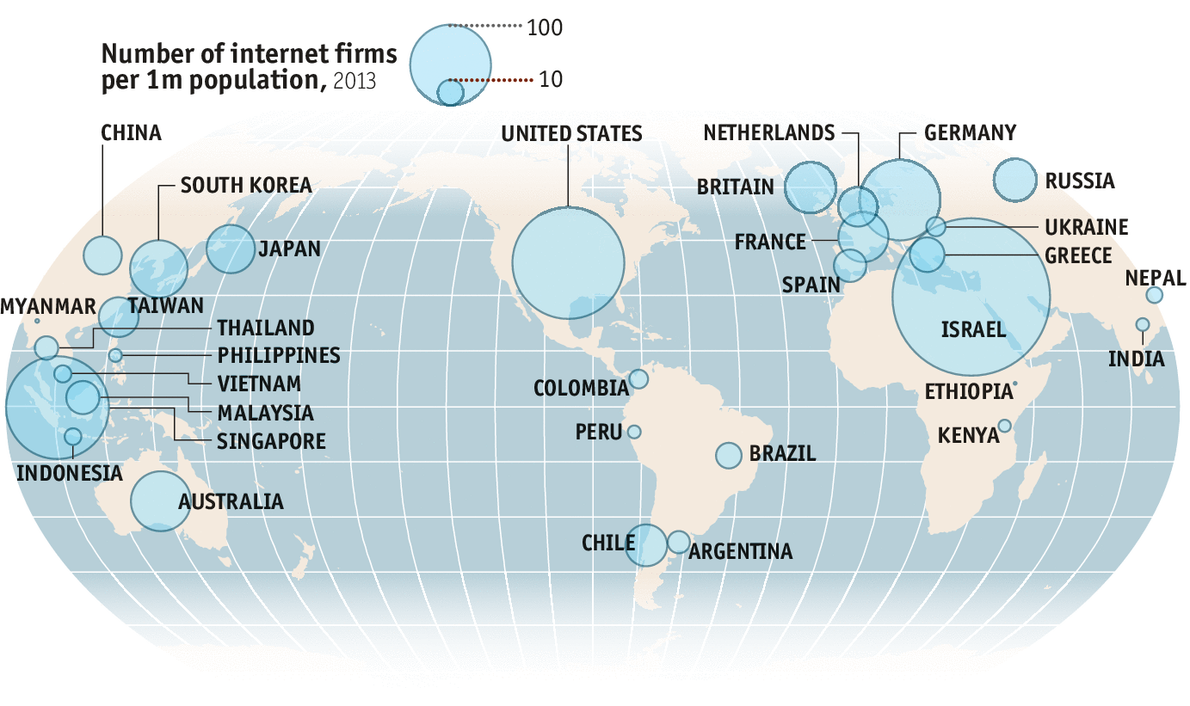 Number of internet firms
per 1m population, 2013
100
10
CHINA
UNITED STATES
NETHERLANDS
GERMANY
SOUTH KOREA
BRITAIN
RUSSIA
JAPAN
FRANCE
UKRAINE
GREECE
SPAIN
NEPAL
MYANMAR
TAIWAN
THAILAND
ISRAEL
PHILIPPINES
INDIA
VIETNAM
COLOMBIA
ETHIOPIA
MALAYSIA
PERU
KENYA
SINGAPORE
BRAZIL
INDONESIA
AUSTRALIA
CHILE
ARGENTINA